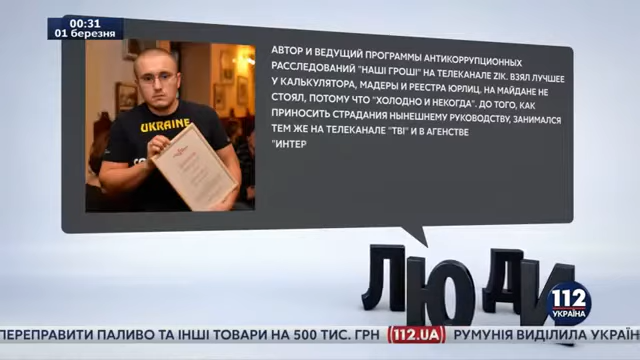 00:31
01 березня
АВТОР И ВЕДУЩИЙ ПРОГРАММЫ АНТИКОРРУПЦИОННЫХ
РАССЛЕДОВАНИЙ "НАШІ ГРОШІ" НА ТЕЛЕКАНАЛЕ ZIK. ВЗЯЛ ЛУЧШЕЕ
У КАЛЬКУЛЯТОРА, МАДЕРЫ И РЕЕСТРА ЮРЛИЦ. НА МАЙДАНЕ НЕ
СТОЯЛ, ПОТОМУ ЧТО "ХОЛОДНО И НЕКОГДА". ДО ТОГО, КАК
ПРИНОСИТЬ СТРАДАНИЯ НЫНЕШНЕМУ РУКОВОДСТВУ, ЗАНИМАЛСЯ
ТЕМ ЖЕ НА ТЕЛЕКАНАЛЕ "ТВІ" И В АГЕНСТВЕ
"ИНТЕР
UKRAINE
ЛЮДИ
112
УКРАЇНА
ПЕРЕПРАВИТИ ПАЛИВО ТА ІНШІ ТОВАРИ НА 500 ТИС. ГРН (112.UA) РУМУНІЯ ВИДІЛИЛА УКРАЇН